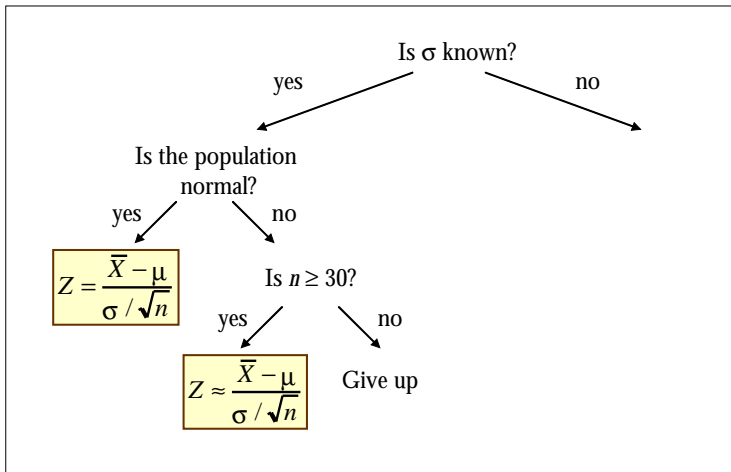 Is σ known?
yes
no
Is the population
normal?
yes
no
Z = (X̄ − μ) / (σ / √n)
Is n ≥ 30?
yes
no
Z ≈ (X̄ − μ) / (σ / √n)
Give up